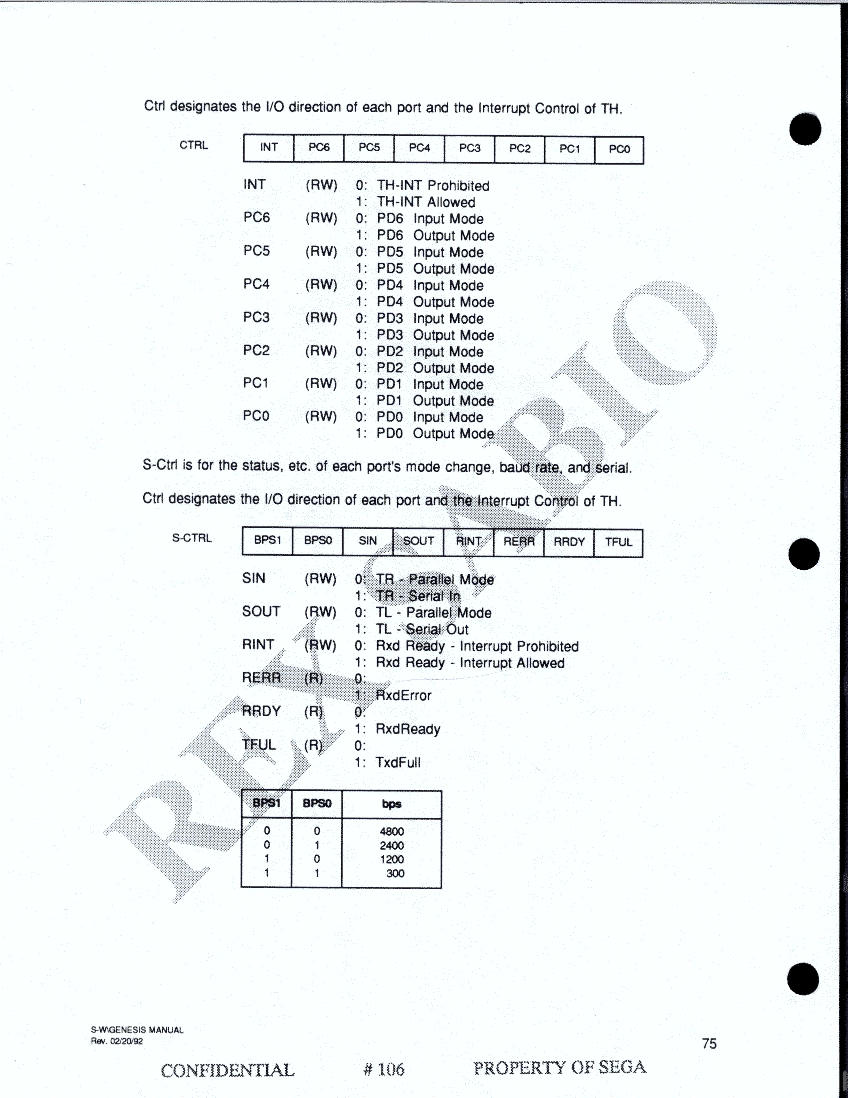 Ctrl designates the I/O direction of each port and the Interrupt Control of TH.
CTRL INT PC6 PC5 PC4 PC3 PC2 PC1 PC0
INT (RW) 0: TH-INT Prohibited
1: TH-INT Allowed
PC6 (RW) 0: PD6 Input Mode
1: PD6 Output Mode
PC5 (RW) 0: PD5 Input Mode
1: PD5 Output Mode
PC4 (RW) 0: PD4 Input Mode
1: PD4 Output Mode
PC3 (RW) 0: PD3 Input Mode
1: PD3 Output Mode
PC2 (RW) 0: PD2 Input Mode
1: PD2 Output Mode
PC1 (RW) 0: PD1 Input Mode
1: PD1 Output Mode
PC0 (RW) 0: PD0 Input Mode
1: PD0 Output Mode
S-Ctrl is for the status, etc. of each port's mode change, baud rate, and serial.
Ctrl designates the I/O direction of each port and the Interrupt Control of TH.
S-CTRL BPS1 BPS0 SIN SOUT RINT RERR RRDY TFUL
SIN (RW) 0: TR - Parallel Mode
1: TR - Serial In
SOUT (RW) 0: TL - Parallel Mode
1: TL - Serial Out
RINT (RW) 0: Rxd Ready - Interrupt Prohibited
1: Rxd Ready - Interrupt Allowed
RERR (R) 0:
1: RxdError
RRDY (R) 0:
1: RxdReady
TFUL (R) 0:
1: TxdFull
BPS1 BPS0 bps
0 0 4800
0 1 2400
1 0 1200
1 1 300
REX SABIO
S-W\GENESIS MANUAL
Rev. 02/20/92
75
CONFIDENTIAL # 106 PROPERTY OF SEGA